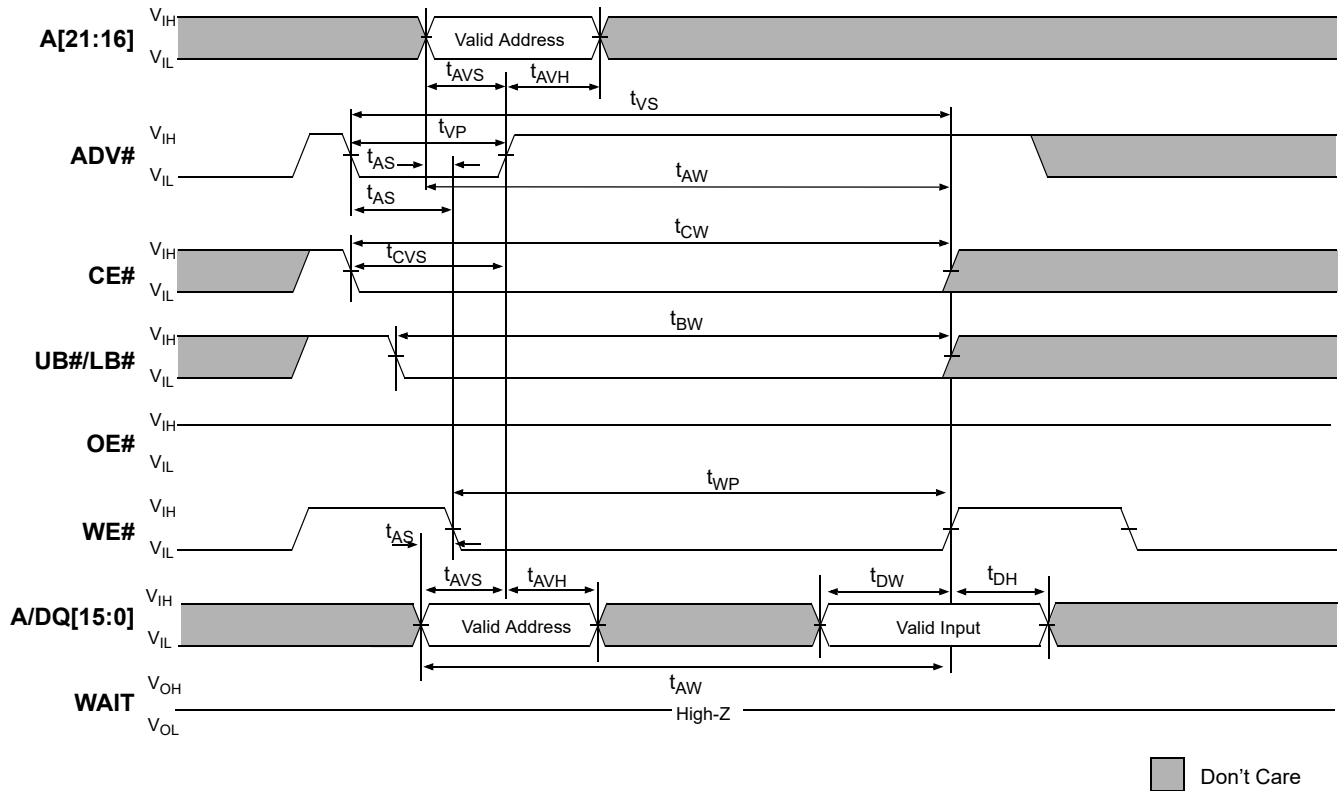 A[21:16] VIH VIL Valid Address
tAVS tAVH
tVS
ADV# VIH VIL tVP
tAS
tAW
tAS
CE# VIH VIL tCW
tCVS
UB#/LB# VIH VIL tBW
OE# VIH VIL
WE# VIH VIL tWP
tAS
tAVS tAVH tDW tDH
A/DQ[15:0] VIH VIL Valid Address Valid Input
tAW
WAIT VOH VOL High-Z
Don't Care